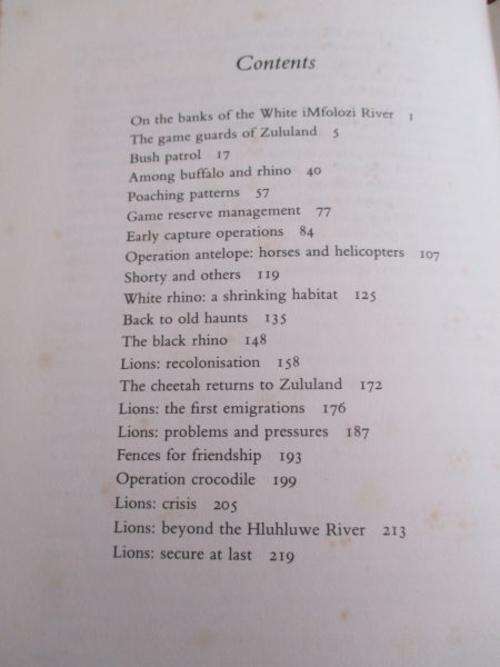 Contents
On the banks of the White iMfolozi River 1
The game guards of Zululand 5
Bush patrol 17
Among buffalo and rhino 40
Poaching patterns 57
Game reserve management 77
Early capture operations 84
Operation antelope: horses and helicopters 107
Shorty and others 119
White rhino: a shrinking habitat 125
Back to old haunts 135
The black rhino 148
Lions: recolonisation 158
The cheetah returns to Zululand 172
Lions: the first emigrations 176
Lions: problems and pressures 187
Fences for friendship 193
Operation crocodile 199
Lions: crisis 205
Lions: beyond the Hluhluwe River 213
Lions: secure at last 219